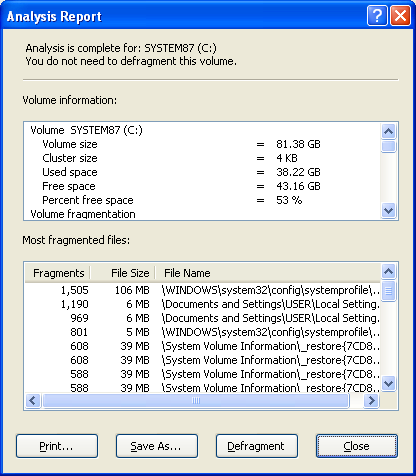 Analysis Report
Analysis is complete for: SYSTEM87 (C:)
You do not need to defragment this volume.
Volume information:
Volume SYSTEM87 (C:)
Volume size = 81.38 GB
Cluster size = 4 KB
Used space = 38.22 GB
Free space = 43.16 GB
Percent free space = 53 %
Volume fragmentation
Most fragmented files:
Fragments File Size File Name
1,505 106 MB \WINDOWS\system32\config\systemprofile\...
1,190 6 MB \Documents and Settings\USER\Local Setting...
969 6 MB \Documents and Settings\USER\Local Setting...
801 5 MB \WINDOWS\system32\config\systemprofile\...
608 39 MB \System Volume Information\_restore{7CD8...
608 39 MB \System Volume Information\_restore{7CD8...
588 39 MB \System Volume Information\_restore{7CD8...
588 39 MB \System Volume Information\_restore{7CD8...
Print... Save As... Defragment Close